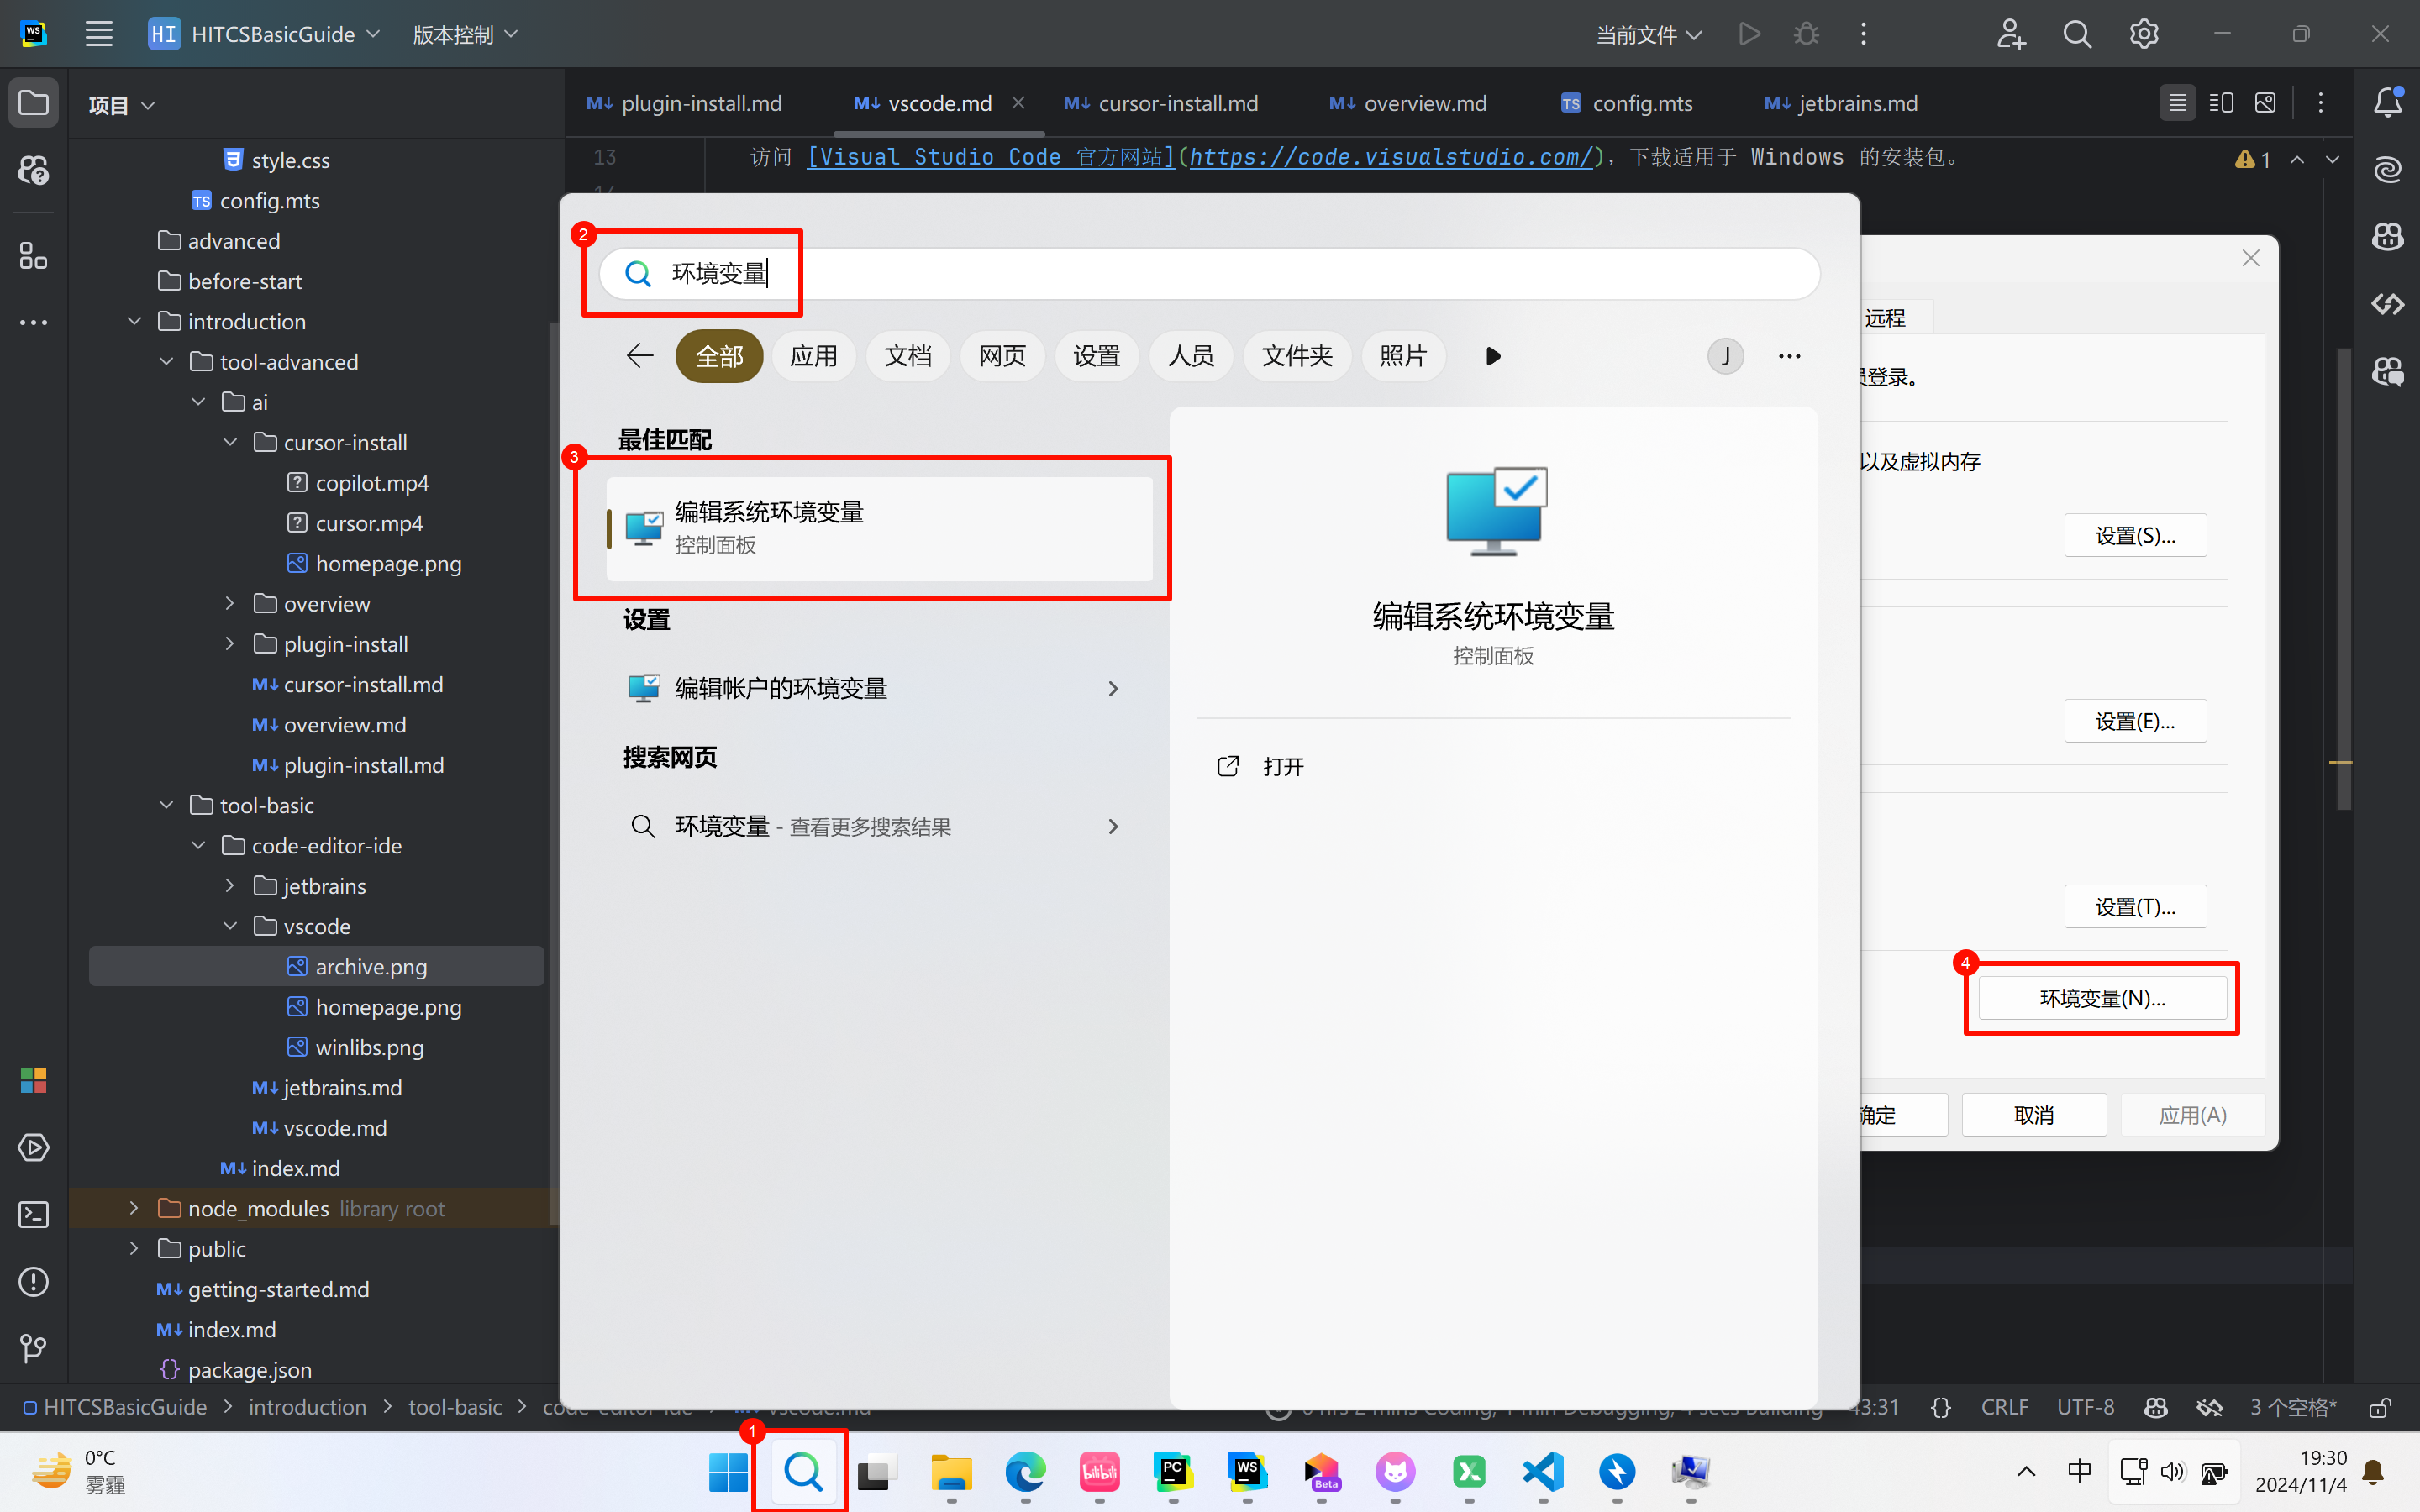 WS
HI HITCSBasicGuide
版本控制
当前文件
项目
style.css
TS config.mts
advanced
before-start
introduction
tool-advanced
ai
cursor-install
copilot.mp4
cursor.mp4
homepage.png
overview
plugin-install
M↓ cursor-install.md
M↓ overview.md
M↓ plugin-install.md
tool-basic
code-editor-ide
jetbrains
vscode
archive.png
homepage.png
winlibs.png
M↓ jetbrains.md
M↓ vscode.md
M↓ index.md
node_modules library root
public
M↓ getting-started.md
M↓ index.md
{} package.json
M↓ plugin-install.md
M↓ vscode.md
M↓ cursor-install.md
M↓ overview.md
TS config.mts
M↓ jetbrains.md
13 访问 [Visual Studio Code 官方网站](https://code.visualstudio.com/)，下载适用于 Windows 的安装包。
1
2
环境变量
全部 应用 文档 网页 设置 人员 文件夹 照片
J
最佳匹配
3
编辑系统环境变量
控制面板
设置
编辑帐户的环境变量
搜索网页
环境变量 - 查看更多搜索结果
编辑系统环境变量
控制面板
打开
远程
登录。
以及虚拟内存
设置(S)...
设置(E)...
设置(T)...
4
环境变量(N)...
确定 取消 应用(A)
HITCSBasicGuide > introduction > tool-basic
43:31 {} CRLF UTF-8 3 个空格*
1
0°C
雾霾
bilibili
PC
WS
Beta
中
19:30
2024/11/4